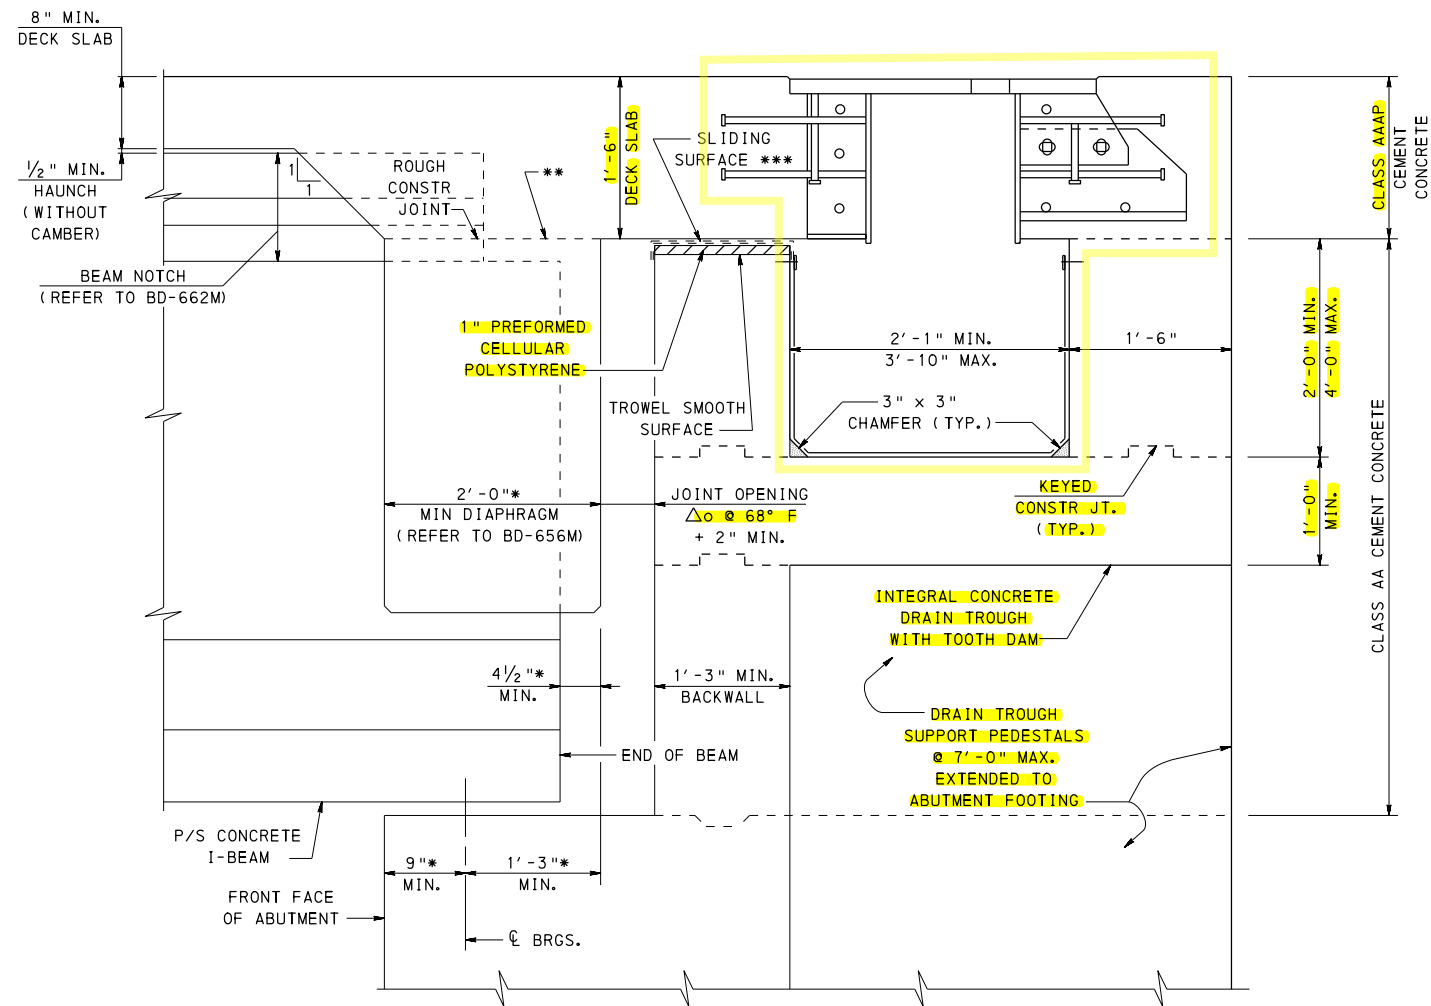 8" MIN.
DECK SLAB
1/2" MIN.
HAUNCH
(WITHOUT
CAMBER)
BEAM NOTCH
(REFER TO BD-662M)
1
1
ROUGH
CONSTR
JOINT
**
1'-6"
DECK SLAB
SLIDING
SURFACE ***
CLASS AAAP
CEMENT
CONCRETE
1" PREFORMED
CELLULAR
POLYSTYRENE
TROWEL SMOOTH
SURFACE
2'-1" MIN.
3'-10" MAX.
1'-6"
3" x 3"
CHAMFER (TYP.)
2'-0" MIN.
4'-0" MAX.
2'-0"*
MIN DIAPHRAGM
(REFER TO BD-656M)
JOINT OPENING
△o @ 68° F
+ 2" MIN.
KEYED
CONSTR JT.
(TYP.)
1'-0"
MIN.
CLASS AA CEMENT CONCRETE
INTEGRAL CONCRETE
DRAIN TROUGH
WITH TOOTH DAM
4 1/2"*
MIN.
1'-3" MIN.
BACKWALL
DRAIN TROUGH
SUPPORT PEDESTALS
@ 7'-0" MAX.
EXTENDED TO
ABUTMENT FOOTING
END OF BEAM
P/S CONCRETE
I-BEAM
9"*
MIN.
1'-3"*
MIN.
FRONT FACE
OF ABUTMENT
℄ BRGS.